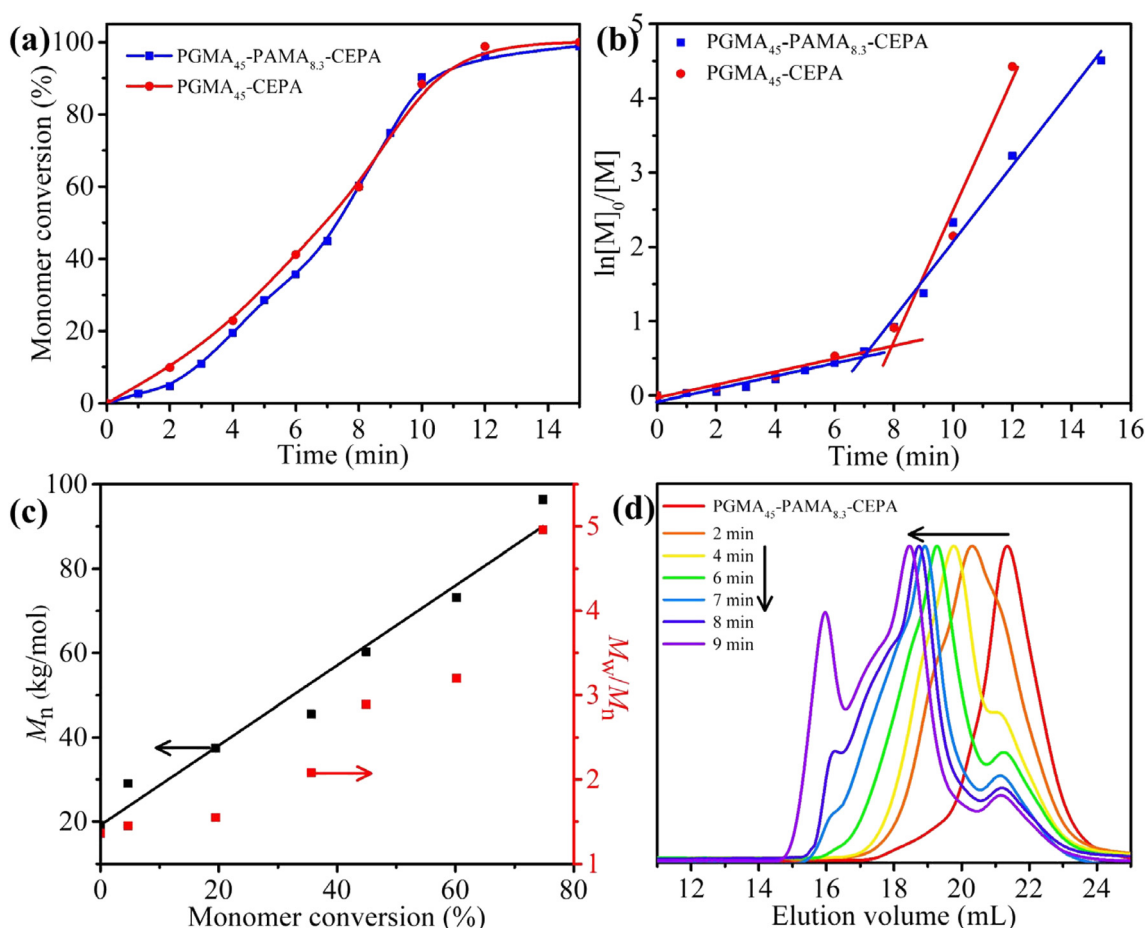 (a)
PGMA₄₅-PAMA₈.₃-CEPA
PGMA₄₅-CEPA
Monomer conversion (%)
100
80
60
40
20
0
0 2 4 6 8 10 12 14
Time (min)
(b)
PGMA₄₅-PAMA₈.₃-CEPA
PGMA₄₅-CEPA
ln[M]₀/[M]
5
4
3
2
1
0
0 2 4 6 8 10 12 14 16
Time (min)
(c)
Mn (kg/mol)
100
80
60
40
20
Mw/Mn
5
4
3
2
1
0 20 40 60 80
Monomer conversion (%)
(d)
PGMA₄₅-PAMA₈.₃-CEPA
2 min
4 min
6 min
7 min
8 min
9 min
12 14 16 18 20 22 24
Elution volume (mL)